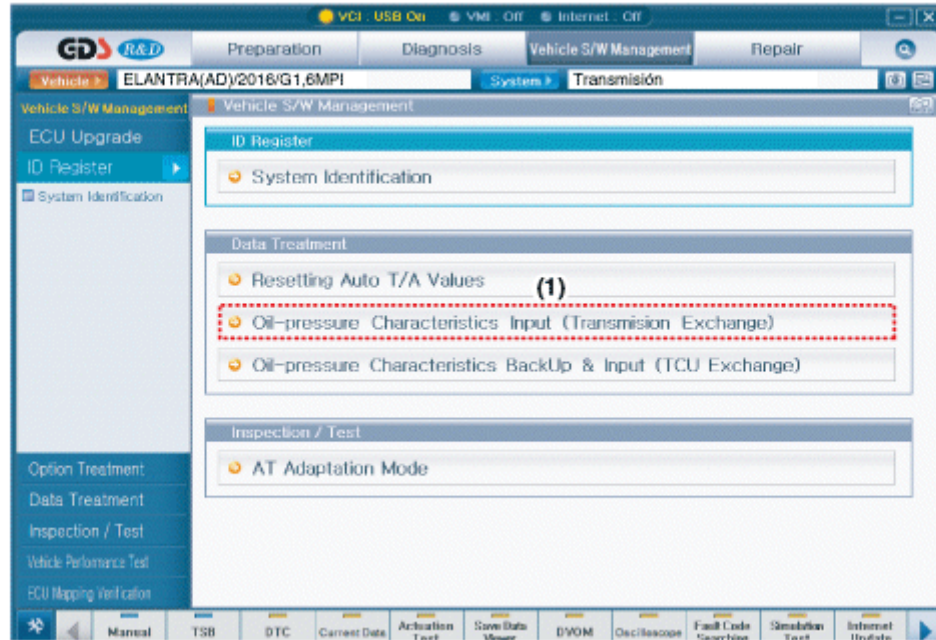 VCI : USB On VMI : Off Internet : Off
GDS R&D Preparation Diagnosis Vehicle S/W Management Repair
Vehicle ELANTRA(AD)/2016/G1,6MPI System Transmisión
Vehicle S/W Management
Vehicle S/W Management
ECU Upgrade
ID Register
System Identification
ID Register
System Identification
Data Treatment
Resetting Auto T/A Values
(1)
Oil-pressure Characteristics Input (Transmision Exchange)
Oil-pressure Characteristics BackUp & Input (TCU Exchange)
Inspection / Test
AT Adaptation Mode
Option Treatment
Data Treatment
Inspection / Test
Vehicle Performance Test
ECU Mapping Verification
Manual TSB DTC Current Data Actuation Test Save Data Viewer DVOM Oscilloscope Fault Code Searching Simulation Test Internet Update